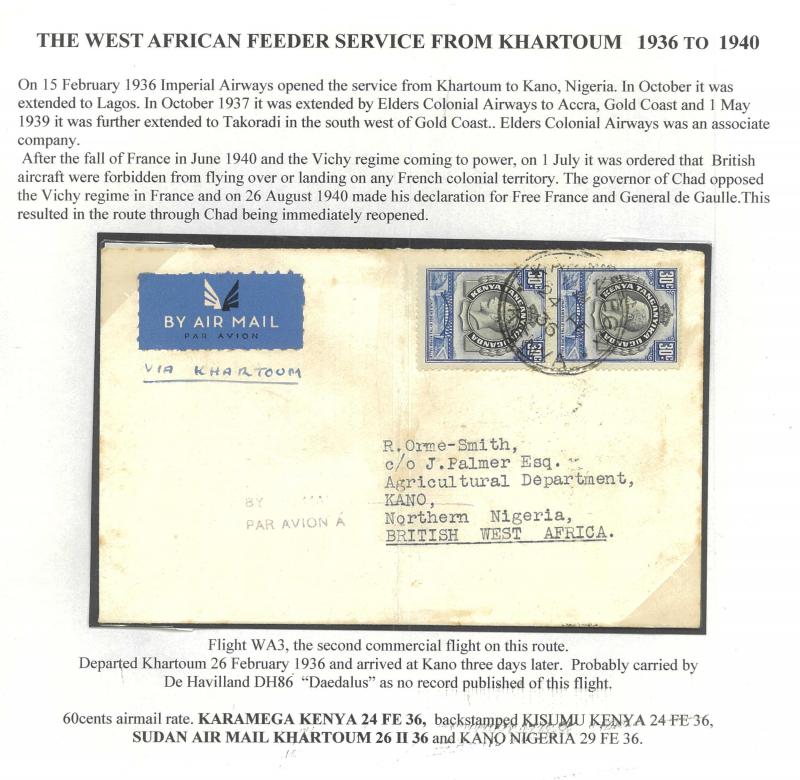 THE WEST AFRICAN FEEDER SERVICE FROM KHARTOUM 1936 TO 1940
On 15 February 1936 Imperial Airways opened the service from Khartoum to Kano, Nigeria. In October it was
extended to Lagos. In October 1937 it was extended by Elders Colonial Airways to Accra, Gold Coast and 1 May
1939 it was further extended to Takoradi in the south west of Gold Coast.. Elders Colonial Airways was an associate
company.
After the fall of France in June 1940 and the Vichy regime coming to power, on 1 July it was ordered that British
aircraft were forbidden from flying over or landing on any French colonial territory. The governor of Chad opposed
the Vichy regime in France and on 26 August 1940 made his declaration for Free France and General de Gaulle.This
resulted in the route through Chad being immediately reopened.
BY AIR MAIL
PAR AVION
VIA KHARTOUM
KENYA TANGANYIKA UGANDA
30c
30c
KENYA TANGANYIKA UGANDA
30c
30c
R.Orme-Smith,
c/o J.Palmer Esq.
Agricultural Department,
KANO,
Northern Nigeria,
BRITISH WEST AFRICA.
BY
PAR AVION A
Flight WA3, the second commercial flight on this route.
Departed Khartoum 26 February 1936 and arrived at Kano three days later. Probably carried by
De Havilland DH86 “Daedalus” as no record published of this flight.
60cents airmail rate. KARAMEGA KENYA 24 FE 36, backstamped KISUMU KENYA 24 FE 36,
SUDAN AIR MAIL KHARTOUM 26 II 36 and KANO NIGERIA 29 FE 36.